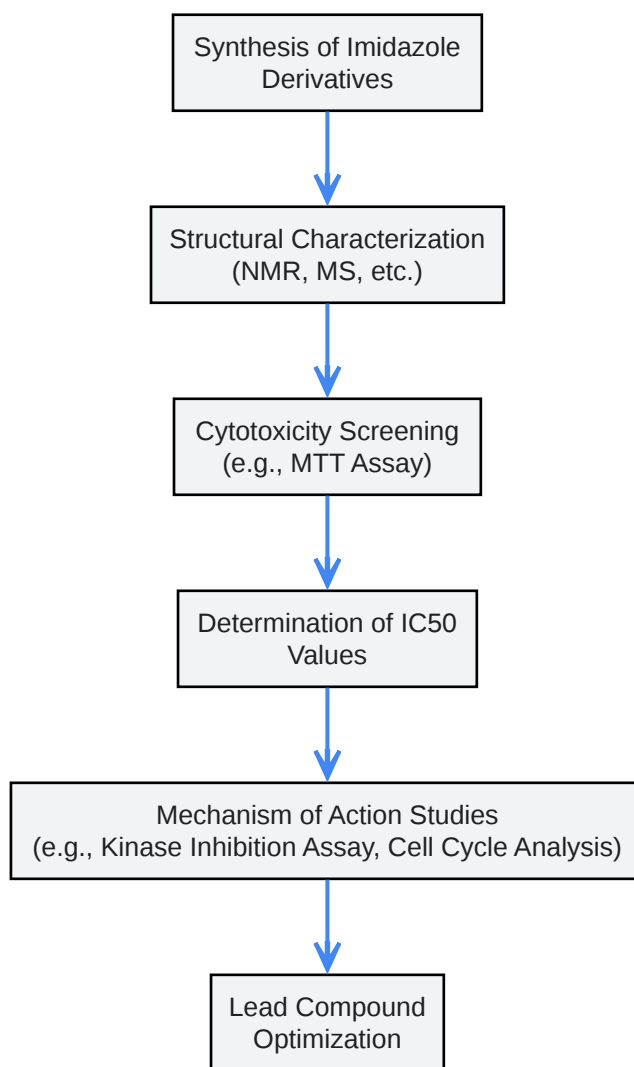 Synthesis of Imidazole
Derivatives
Structural Characterization
(NMR, MS, etc.)
Cytotoxicity Screening
(e.g., MTT Assay)
Determination of IC50
Values
Mechanism of Action Studies
(e.g., Kinase Inhibition Assay, Cell Cycle Analysis)
Lead Compound
Optimization